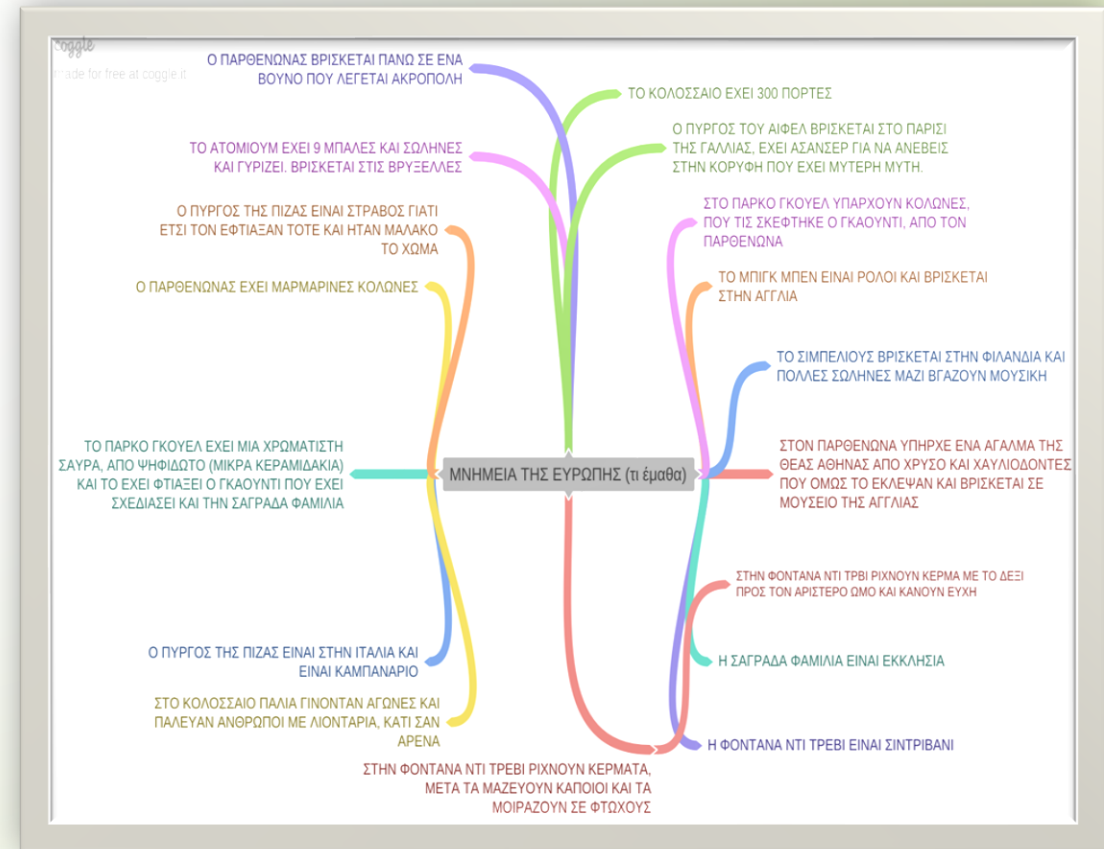 coggle
made for free at coggle.it
Ο ΠΑΡΘΕΝΩΝΑΣ ΒΡΙΣΚΕΤΑΙ ΠΑΝΩ ΣΕ ΕΝΑ
ΒΟΥΝΟ ΠΟΥ ΛΕΓΕΤΑΙ ΑΚΡΟΠΟΛΗ
ΤΟ ΑΤΟΜΙΟΥΜ ΕΧΕΙ 9 ΜΠΑΛΕΣ ΚΑΙ ΣΩΛΗΝΕΣ
ΚΑΙ ΓΥΡΙΖΕΙ. ΒΡΙΣΚΕΤΑΙ ΣΤΙΣ ΒΡΥΞΕΛΛΕΣ
Ο ΠΥΡΓΟΣ ΤΗΣ ΠΙΖΑΣ ΕΙΝΑΙ ΣΤΡΑΒΟΣ ΓΙΑΤΙ
ΕΤΣΙ ΤΟΝ ΕΦΤΙΑΞΑΝ ΤΟΤΕ ΚΑΙ ΗΤΑΝ ΜΑΛΑΚΟ
ΤΟ ΧΩΜΑ
Ο ΠΑΡΘΕΝΩΝΑΣ ΕΧΕΙ ΜΑΡΜΑΡΙΝΕΣ ΚΟΛΩΝΕΣ
ΤΟ ΠΑΡΚΟ ΓΚΟΥΕΛ ΕΧΕΙ ΜΙΑ ΧΡΩΜΑΤΙΣΤΗ
ΣΑΥΡΑ, ΑΠΟ ΨΗΦΙΔΩΤΟ (ΜΙΚΡΑ ΚΕΡΑΜΙΔΑΚΙΑ)
ΚΑΙ ΤΟ ΕΧΕΙ ΦΤΙΑΞΕΙ Ο ΓΚΑΟΥΝΤΙ ΠΟΥ ΕΧΕΙ
ΣΧΕΔΙΑΣΕΙ ΚΑΙ ΤΗΝ ΣΑΓΡΑΔΑ ΦΑΜΙΛΙΑ
Ο ΠΥΡΓΟΣ ΤΗΣ ΠΙΖΑΣ ΕΙΝΑΙ ΣΤΗΝ ΙΤΑΛΙΑ ΚΑΙ
ΕΙΝΑΙ ΚΑΜΠΑΝΑΡΙΟ
ΣΤΟ ΚΟΛΟΣΣΑΙΟ ΠΑΛΙΑ ΓΙΝΟΝΤΑΝ ΑΓΩΝΕΣ ΚΑΙ
ΠΑΛΕΥΑΝ ΑΝΘΡΩΠΟΙ ΜΕ ΛΙΟΝΤΑΡΙΑ, ΚΑΤΙ ΣΑΝ
ΑΡΕΝΑ
ΜΝΗΜΕΙΑ ΤΗΣ ΕΥΡΩΠΗΣ (τι έμαθα)
ΤΟ ΚΟΛΟΣΣΑΙΟ ΕΧΕΙ 300 ΠΟΡΤΕΣ
Ο ΠΥΡΓΟΣ ΤΟΥ ΑΙΦΕΛ ΒΡΙΣΚΕΤΑΙ ΣΤΟ ΠΑΡΙΣΙ
ΤΗΣ ΓΑΛΛΙΑΣ, ΕΧΕΙ ΑΣΑΝΣΕΡ ΓΙΑ ΝΑ ΑΝΕΒΕΙΣ
ΣΤΗΝ ΚΟΡΥΦΗ ΠΟΥ ΕΧΕΙ ΜΥΤΕΡΗ ΜΥΤΗ.
ΣΤΟ ΠΑΡΚΟ ΓΚΟΥΕΛ ΥΠΑΡΧΟΥΝ ΚΟΛΩΝΕΣ,
ΠΟΥ ΤΙΣ ΣΚΕΦΤΗΚΕ Ο ΓΚΑΟΥΝΤΙ, ΑΠΟ ΤΟΝ
ΠΑΡΘΕΝΩΝΑ
ΤΟ ΜΠΙΓΚ ΜΠΕΝ ΕΙΝΑΙ ΡΟΛΟΙ ΚΑΙ ΒΡΙΣΚΕΤΑΙ
ΣΤΗΝ ΑΓΓΛΙΑ
ΤΟ ΣΙΜΠΕΛΙΟΥΣ ΒΡΙΣΚΕΤΑΙ ΣΤΗΝ ΦΙΛΑΝΔΙΑ ΚΑΙ
ΠΟΛΛΕΣ ΣΩΛΗΝΕΣ ΜΑΖΙ ΒΓΑΖΟΥΝ ΜΟΥΣΙΚΗ
ΣΤΟΝ ΠΑΡΘΕΝΩΝΑ ΥΠΗΡΧΕ ΕΝΑ ΑΓΑΛΜΑ ΤΗΣ
ΘΕΑΣ ΑΘΗΝΑΣ ΑΠΟ ΧΡΥΣΟ ΚΑΙ ΧΑΥΛΙΟΔΟΝΤΕΣ
ΠΟΥ ΟΜΩΣ ΤΟ ΕΚΛΕΨΑΝ ΚΑΙ ΒΡΙΣΚΕΤΑΙ ΣΕ
ΜΟΥΣΕΙΟ ΤΗΣ ΑΓΓΛΙΑΣ
ΣΤΗΝ ΦΟΝΤΑΝΑ ΝΤΙ ΤΡΒΙ ΡΙΧΝΟΥΝ ΚΕΡΜΑ ΜΕ ΤΟ ΔΕΞΙ
ΠΡΟΣ ΤΟΝ ΑΡΙΣΤΕΡΟ ΩΜΟ ΚΑΙ ΚΑΝΟΥΝ ΕΥΧΗ
Η ΣΑΓΡΑΔΑ ΦΑΜΙΛΙΑ ΕΙΝΑΙ ΕΚΚΛΗΣΙΑ
Η ΦΟΝΤΑΝΑ ΝΤΙ ΤΡΕΒΙ ΕΙΝΑΙ ΣΙΝΤΡΙΒΑΝΙ
ΣΤΗΝ ΦΟΝΤΑΝΑ ΝΤΙ ΤΡΕΒΙ ΡΙΧΝΟΥΝ ΚΕΡΜΑΤΑ,
ΜΕΤΑ ΤΑ ΜΑΖΕΥΟΥΝ ΚΑΠΟΙΟΙ ΚΑΙ ΤΑ
ΜΟΙΡΑΖΟΥΝ ΣΕ ΦΤΩΧΟΥΣ